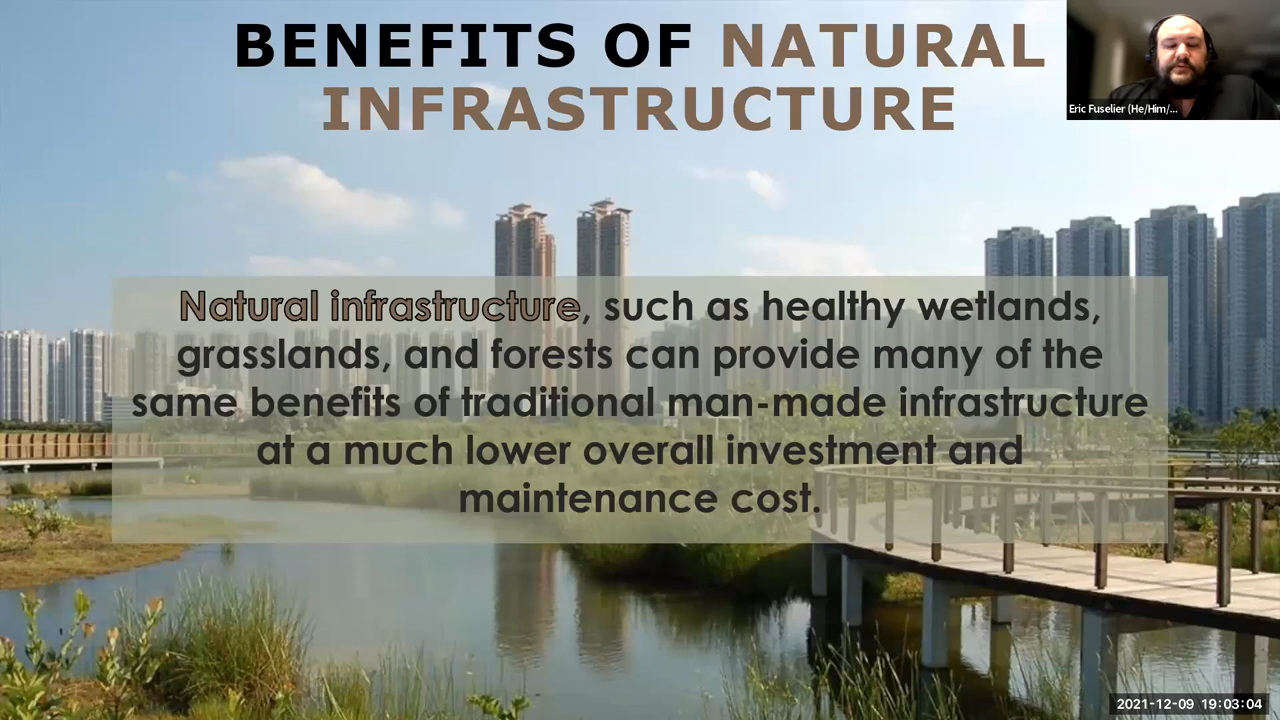 BENEFITS OF NATURAL
INFRASTRUCTURE
Eric Fuselier (He/Him/...
Natural infrastructure, such as healthy wetlands,
grasslands, and forests can provide many of the
same benefits of traditional man-made infrastructure
at a much lower overall investment and
maintenance cost.
2021-12-09 19:03:04